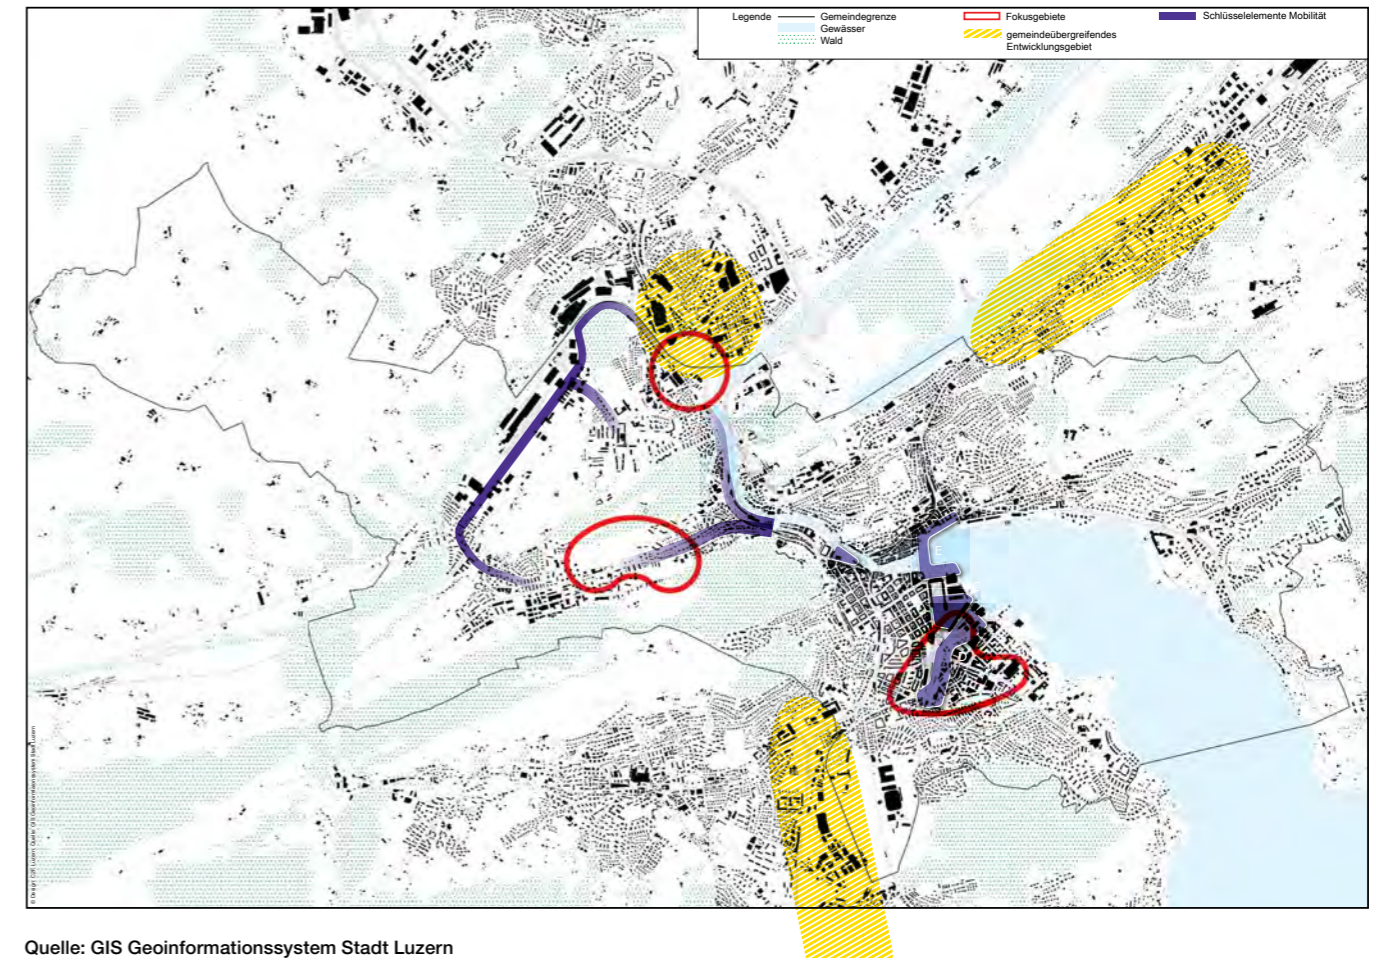 Legende
Gemeindegrenze
Gewässer
Wald
Fokusgebiete
gemeindeübergreifendes
Entwicklungsgebiet
Schlüsselelemente Mobilität
E
D
Quelle: GIS Geoinformationssystem Stadt Luzern